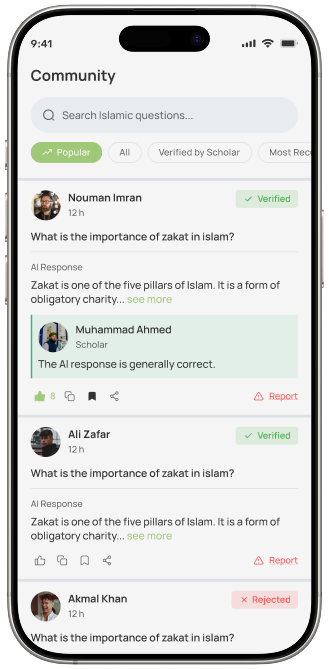 9:41
Community
Search Islamic questions...
Popular
All
Verified by Scholar
Most Rece
Nouman Imran
Verified
12 h
What is the importance of zakat in islam?
AI Response
Zakat is one of the five pillars of Islam. It is a form of
obligatory charity... see more
Muhammad Ahmed
Scholar
The AI response is generally correct.
8
Report
Ali Zafar
Verified
12 h
What is the importance of zakat in islam?
AI Response
Zakat is one of the five pillars of Islam. It is a form of
obligatory charity... see more
Report
Akmal Khan
Rejected
12 h
What is the importance of zakat in islam?